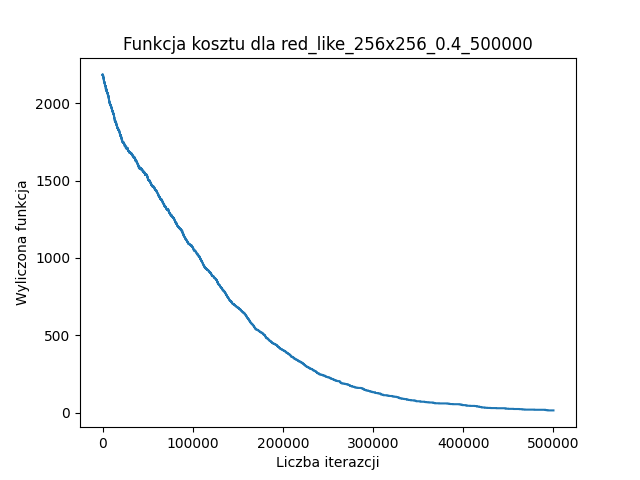 Funkcja kosztu dla red_like_256x256_0.4_500000
Wyliczona funkcja
2000
1500
1000
500
0
0 100000 200000 300000 400000 500000
Liczba iterazcji